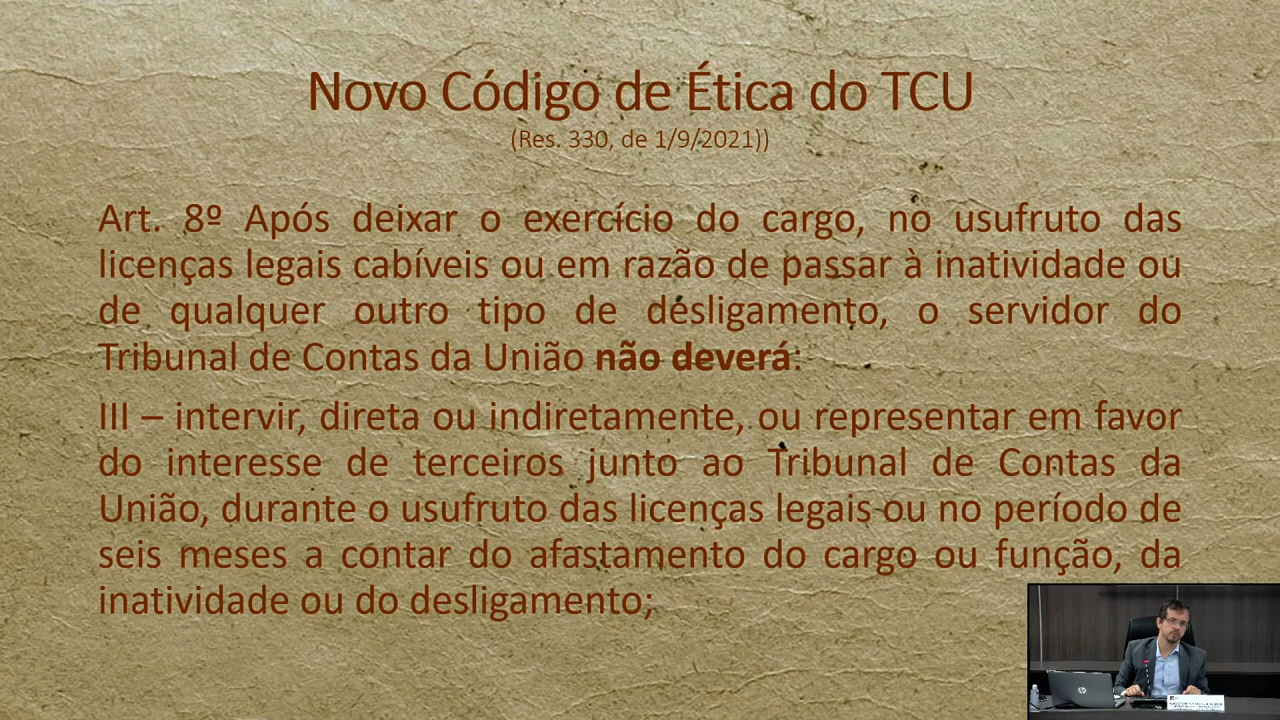 Novo Código de Ética do TCU
(Res. 330, de 1/9/2021))
Art. 8º Após deixar o exercício do cargo, no usufruto das
licenças legais cabíveis ou em razão de passar à inatividade ou
de qualquer outro tipo de desligamento, o servidor do
Tribunal de Contas da União não deverá:
III – intervir, direta ou indiretamente, ou representar em favor
do interesse de terceiros junto ao Tribunal de Contas da
União, durante o usufruto das licenças legais ou no período de
seis meses a contar do afastamento do cargo ou função, da
inatividade ou do desligamento;
hp